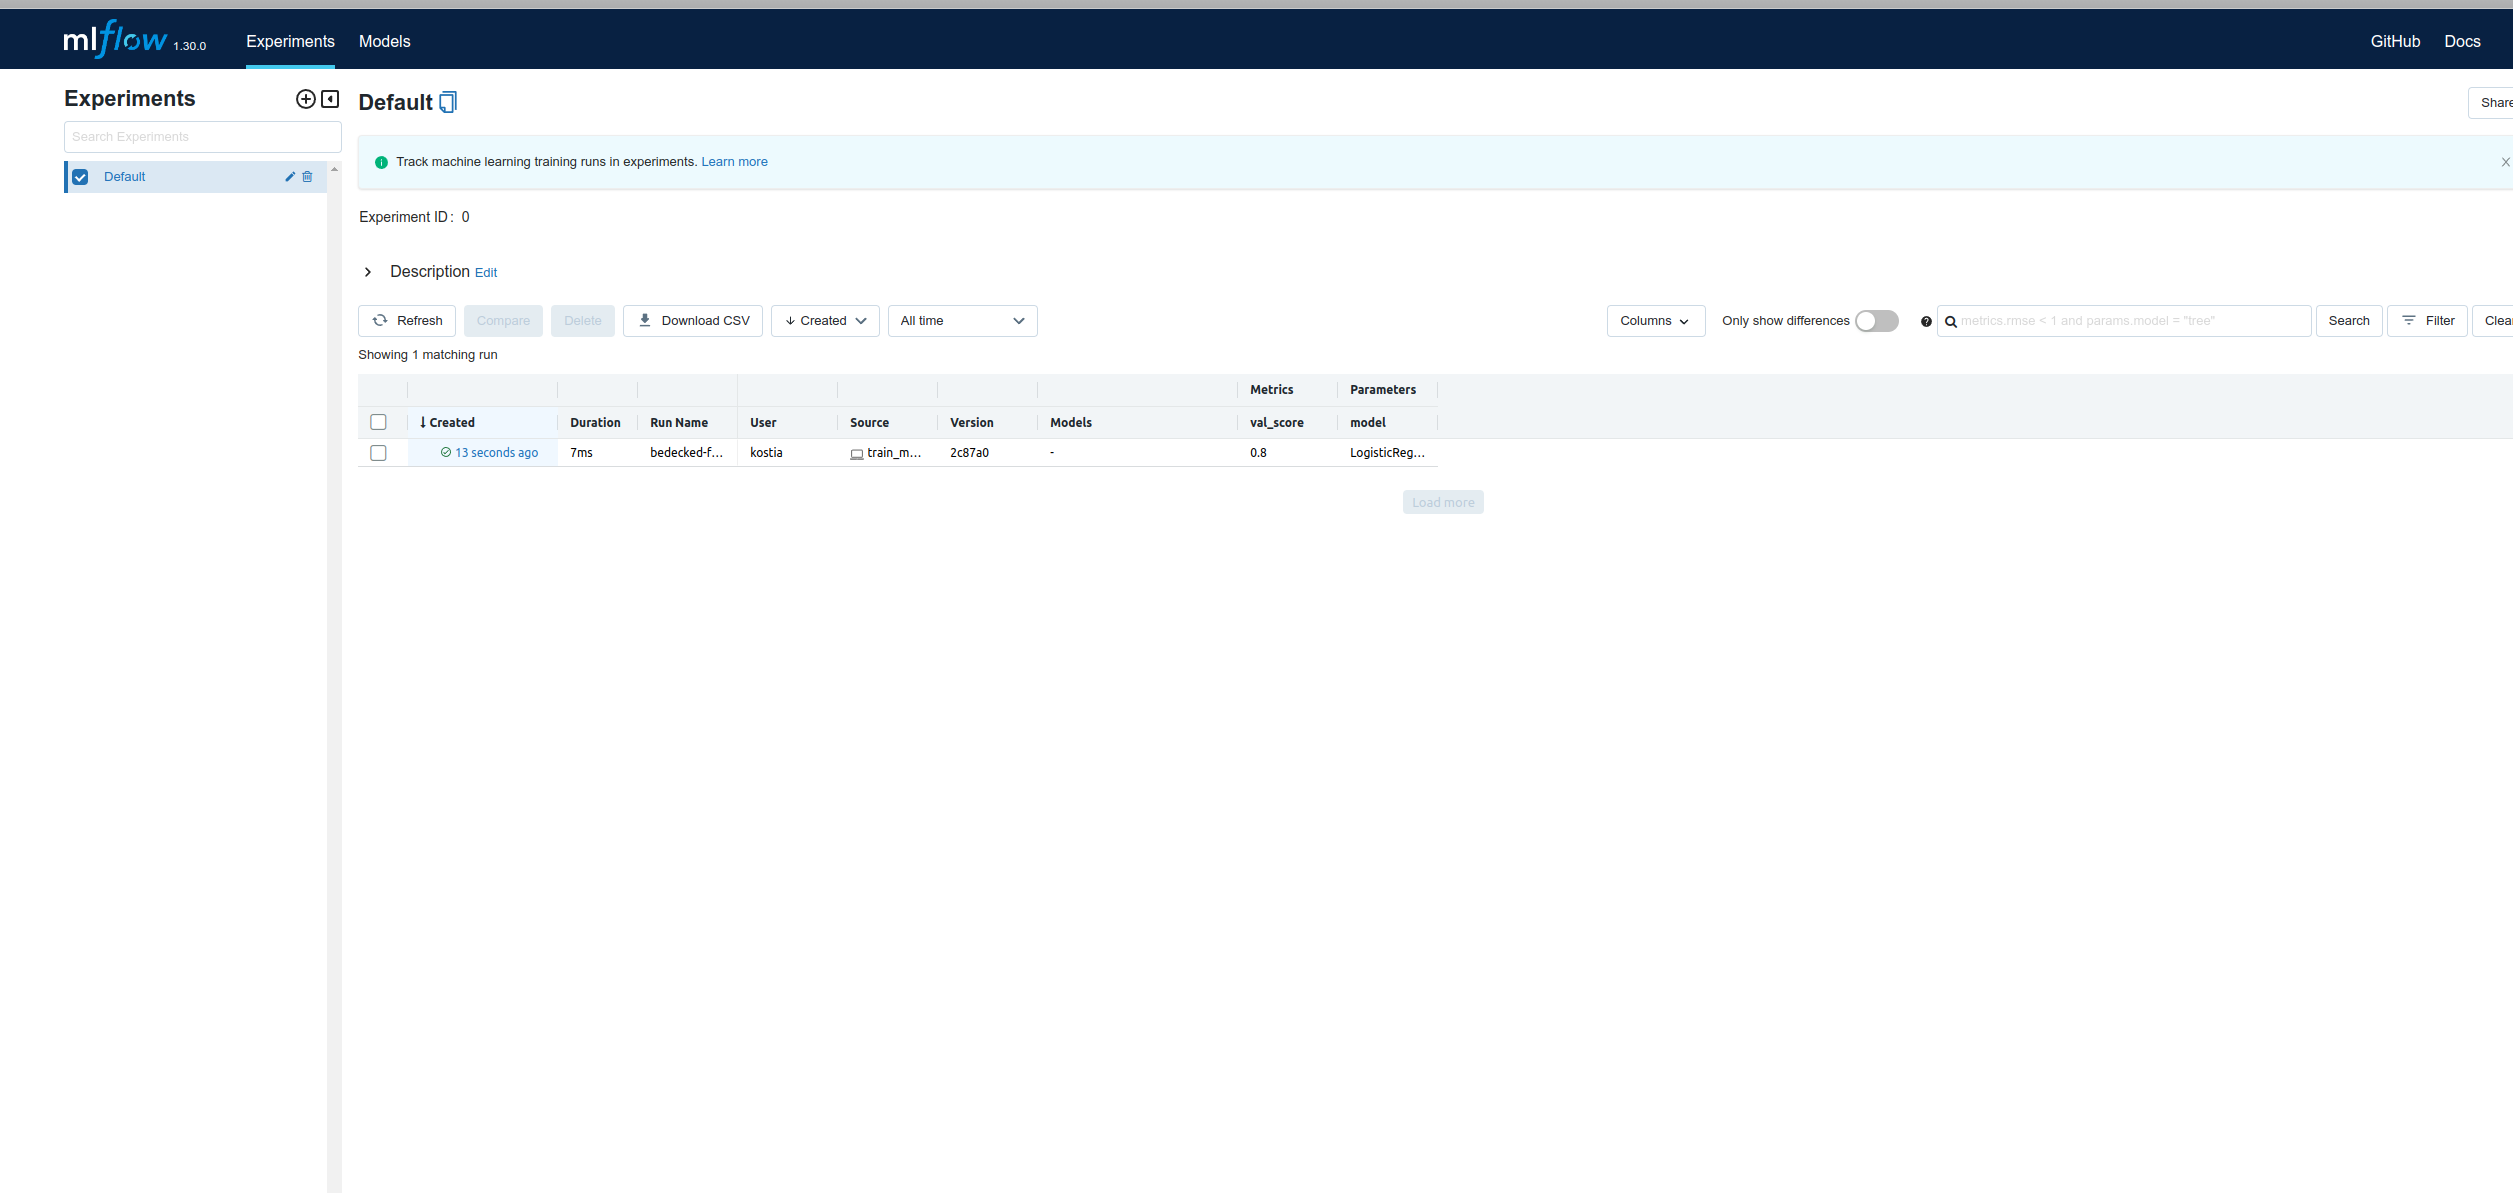 mlflow 1.30.0 Experiments Models GitHub Docs
Experiments
Search Experiments
Default
Default
Share
Track machine learning training runs in experiments. Learn more
Experiment ID: 0
Description Edit
Refresh Compare Delete Download CSV Created All time Columns Only show differences metrics.rmse < 1 and params.model = "tree" Search Filter Clear
Showing 1 matching run
Metrics Parameters
Created Duration Run Name User Source Version Models val_score model
13 seconds ago 7ms bedecked-f... kostia train_m... 2c87a0 - 0.8 LogisticReg...
Load more